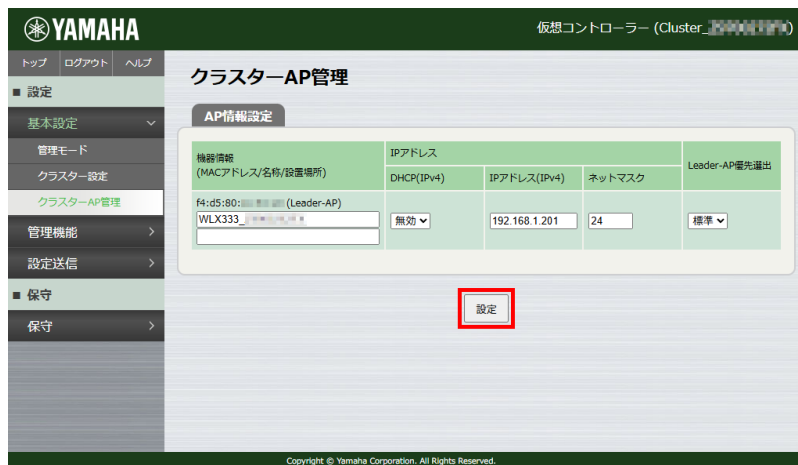 YAMAHA
仮想コントローラー (Cluster_
トップ ログアウト ヘルプ
■ 設定
基本設定
管理モード
クラスター設定
クラスターAP管理
管理機能
設定送信
■ 保守
保守
クラスターAP管理
AP情報設定
機器情報
(MACアドレス/名称/設置場所)
IPアドレス
DHCP(IPv4)
IPアドレス(IPv4)
ネットマスク
Leader-AP優先選出
f4:d5:80: (Leader-AP)
WLX333_
無効
192.168.1.201
24
標準
設定
Copyright © Yamaha Corporation. All Rights Reserved.